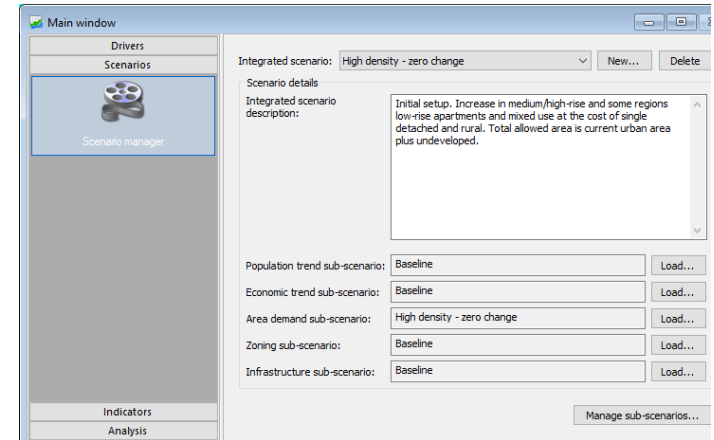 Main window
Drivers
Scenarios
Scenario manager
Indicators
Analysis
Integrated scenario: High density - zero change New... Delete
Scenario details
Integrated scenario
description:
Initial setup. Increase in medium/high-rise and some regions
low-rise apartments and mixed use at the cost of single
detached and rural. Total allowed area is current urban area
plus undeveloped.
Population trend sub-scenario: Baseline Load...
Economic trend sub-scenario: Baseline Load...
Area demand sub-scenario: High density - zero change Load...
Zoning sub-scenario: Baseline Load...
Infrastructure sub-scenario: Baseline Load...
Manage sub-scenarios...